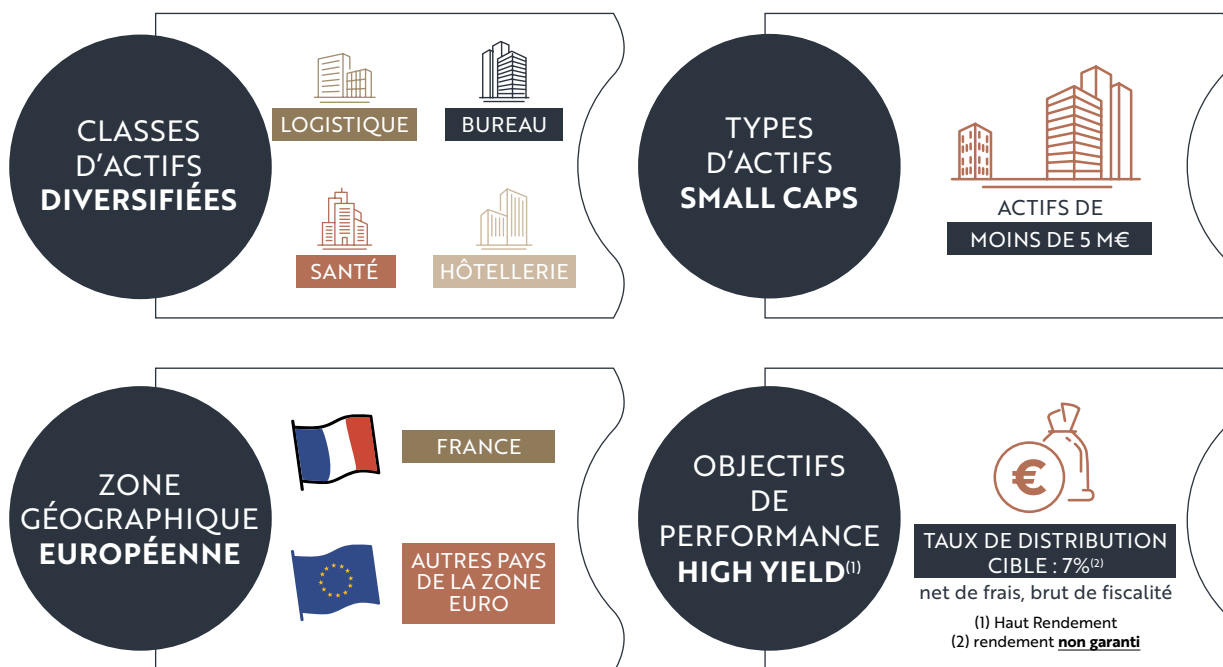 CLASSES
D'ACTIFS
DIVERSIFIÉES
LOGISTIQUE
BUREAU
SANTÉ
HÔTELLERIE
TYPES
D'ACTIFS
SMALL CAPS
ACTIFS DE
MOINS DE 5 M€
ZONE
GÉOGRAPHIQUE
EUROPÉENNE
FRANCE
AUTRES PAYS
DE LA ZONE
EURO
OBJECTIFS
DE
PERFORMANCE
HIGH YIELD(1)
€
TAUX DE DISTRIBUTION
CIBLE : 7%(2)
net de frais, brut de fiscalité
(1) Haut Rendement
(2) rendement non garanti